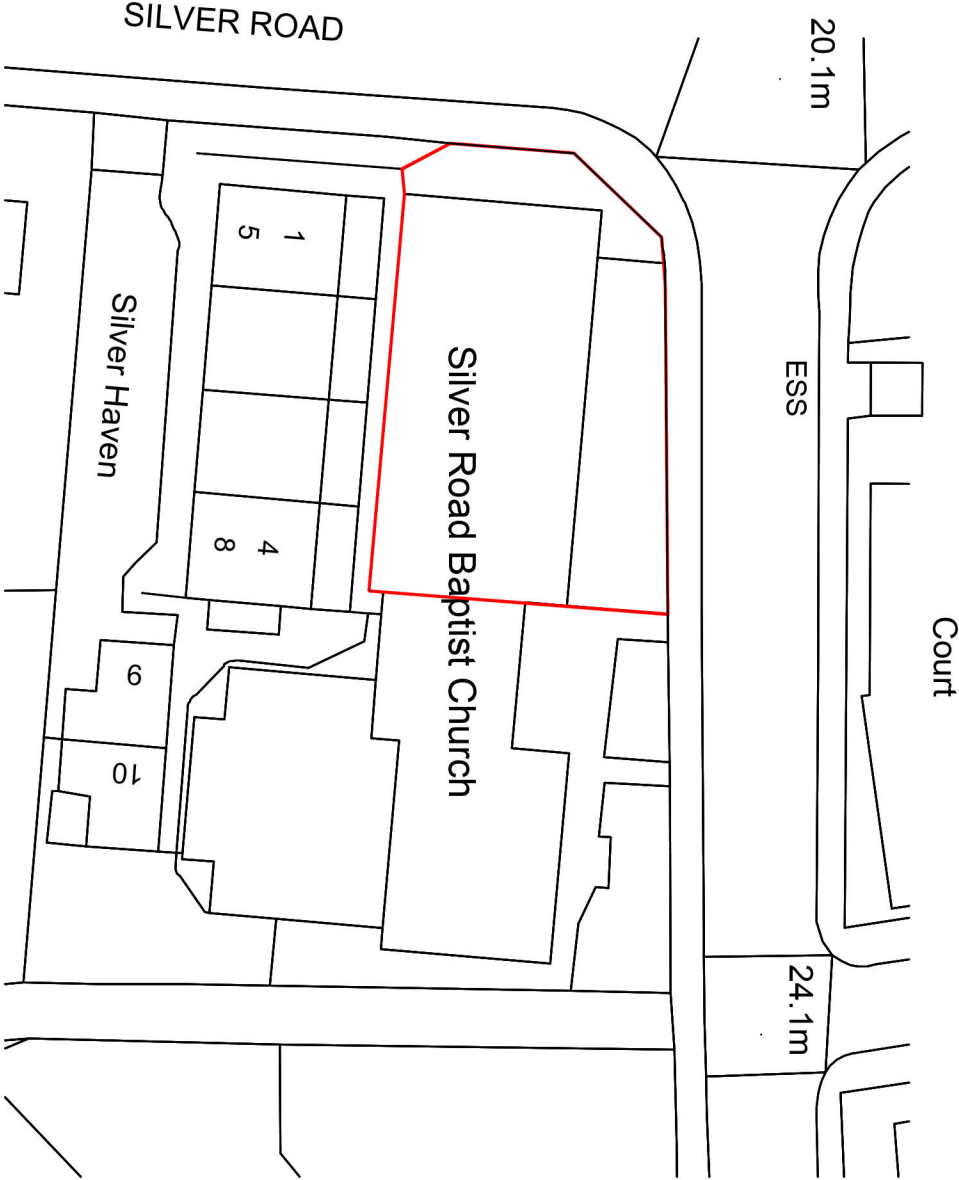 SILVER ROAD
20.1m
ESS
Court
1
5
Silver Haven
Silver Road Baptist Church
4
8
9
10
24.1m